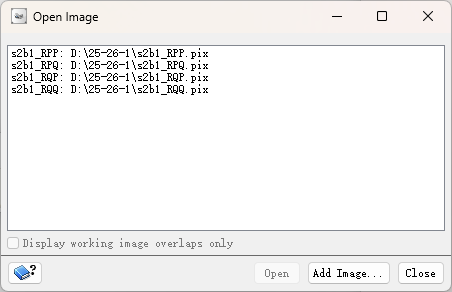 Open Image
s2b1_RPP: D:\25-26-1\s2b1_RPP.pix
s2b1_RPQ: D:\25-26-1\s2b1_RPQ.pix
s2b1_RQP: D:\25-26-1\s2b1_RQP.pix
s2b1_RQQ: D:\25-26-1\s2b1_RQQ.pix
Display working image overlaps only
? Open Add Image... Close